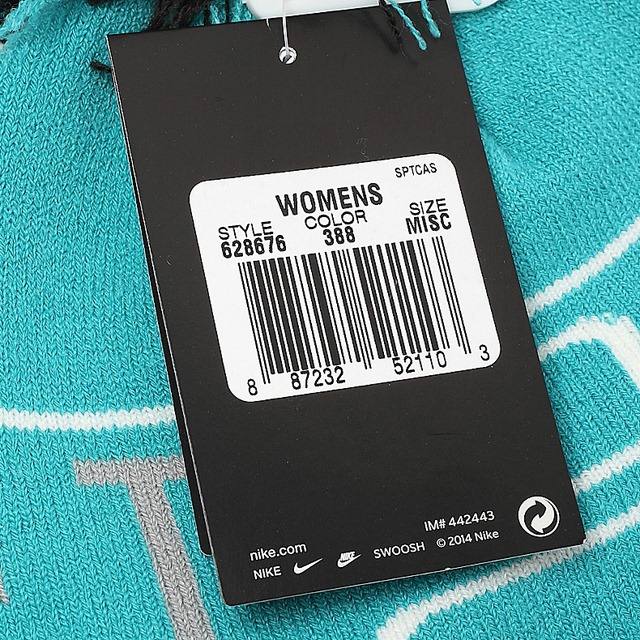 SPTCAS
WOMENS
STYLE COLOR SIZE
628676 388 MISC
8 87232 52110 3
IM# 442443
nike.com
NIKE NIKE SWOOSH © 2014 Nike
T